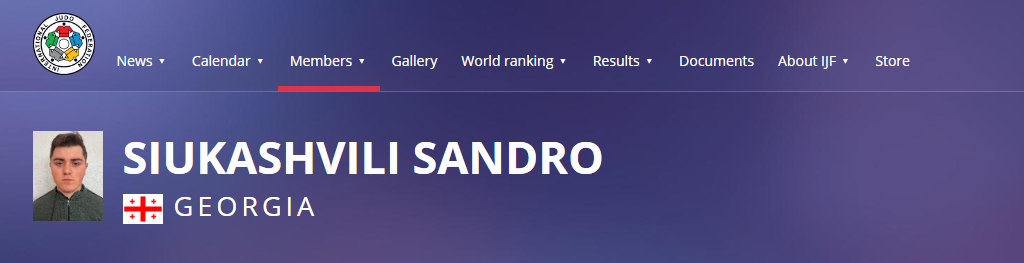 INTERNATIONAL JUDO FEDERATION
News Calendar Members Gallery World ranking Results Documents About IJF Store
SIUKASHVILI SANDRO
GEORGIA